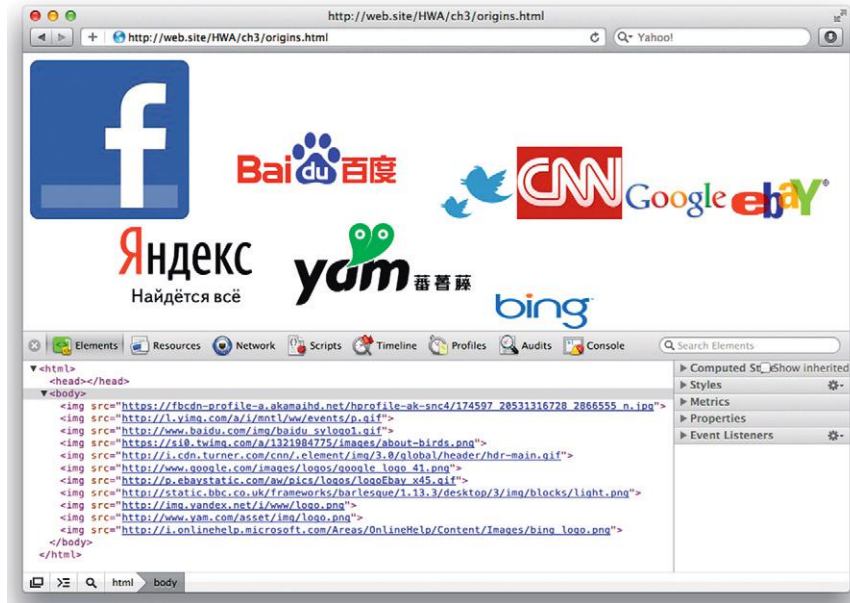 http://web.site/HWA/ch3/origins.html
http://web.site/HWA/ch3/origins.html
Yahoo!
f
Bai du 百度
CNN
Google
ebaY
Яндекс
Найдётся всё
yam 蕃薯藤
bing
Elements Resources Network Scripts Timeline Profiles Audits Console Search Elements
<html>
<head></head>
<body>
<img src="https://fbcdn-profile-a.akamaihd.net/hprofile-ak-snc4/174597_20531316728_2866555_n.jpg">
<img src="http://l.yimg.com/a/i/mntl/ww/events/p.gif">
<img src="http://www.baidu.com/img/baidu_sylogo1.gif">
<img src="https://si0.twimg.com/a/1321984775/images/about-birds.png">
<img src="http://i.cdn.turner.com/cnn/.element/img/3.0/global/header/hdr-main.gif">
<img src="http://www.google.com/images/logos/google_logo_41.png">
<img src="http://p.ebaystatic.com/aw/pics/logos/logoEbay_x45.gif">
<img src="http://static.bbc.co.uk/frameworks/barlesque/1.13.3/desktop/3/img/blocks/light.png">
<img src="http://img.yandex.net/i/www/logo.png">
<img src="http://www.yam.com/asset/img/logo.png">
<img src="http://i.onlinehelp.microsoft.com/Areas/OnlineHelp/Content/Images/bing_logo.png">
</body>
</html>
Computed St Show inherited
Styles
Metrics
Properties
Event Listeners
html body